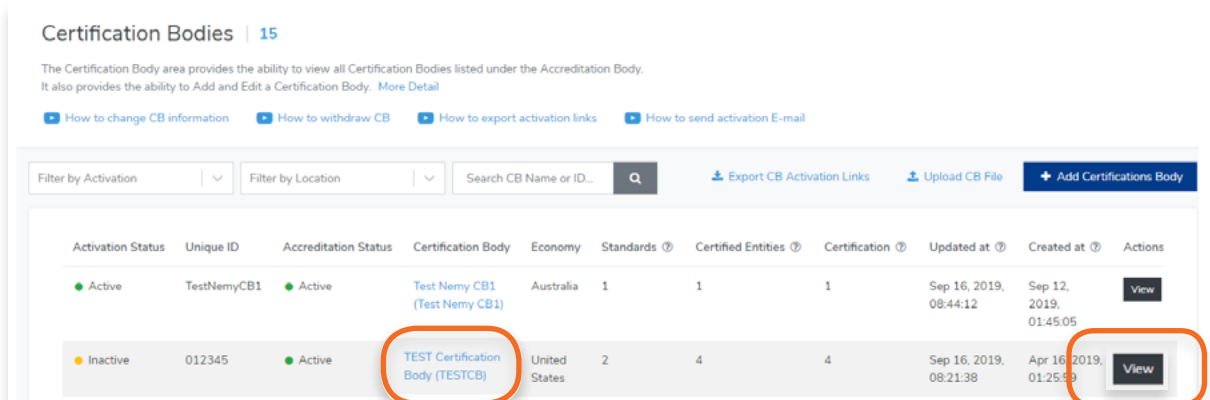 Certification Bodies | 15
The Certification Body area provides the ability to view all Certification Bodies listed under the Accreditation Body.
It also provides the ability to Add and Edit a Certification Body. More Detail
How to change CB information How to withdraw CB How to export activation links How to send activation E-mail
Filter by Activation Filter by Location Search CB Name or ID... Export CB Activation Links Upload CB File + Add Certifications Body
Activation Status Unique ID Accreditation Status Certification Body Economy Standards ? Certified Entities ? Certification ? Updated at ? Created at ? Actions
Active TestNemyCB1 Active Test Nemy CB1 Australia 1 1 1 Sep 16, 2019, Sep 12, View
(Test Nemy CB1) 08:44:12 2019,
01:45:05
Inactive 012345 Active TEST Certification United 2 4 4 Sep 16, 2019, Apr 16, 2019, View
Body (TESTCB) States 08:21:38 01:25:59